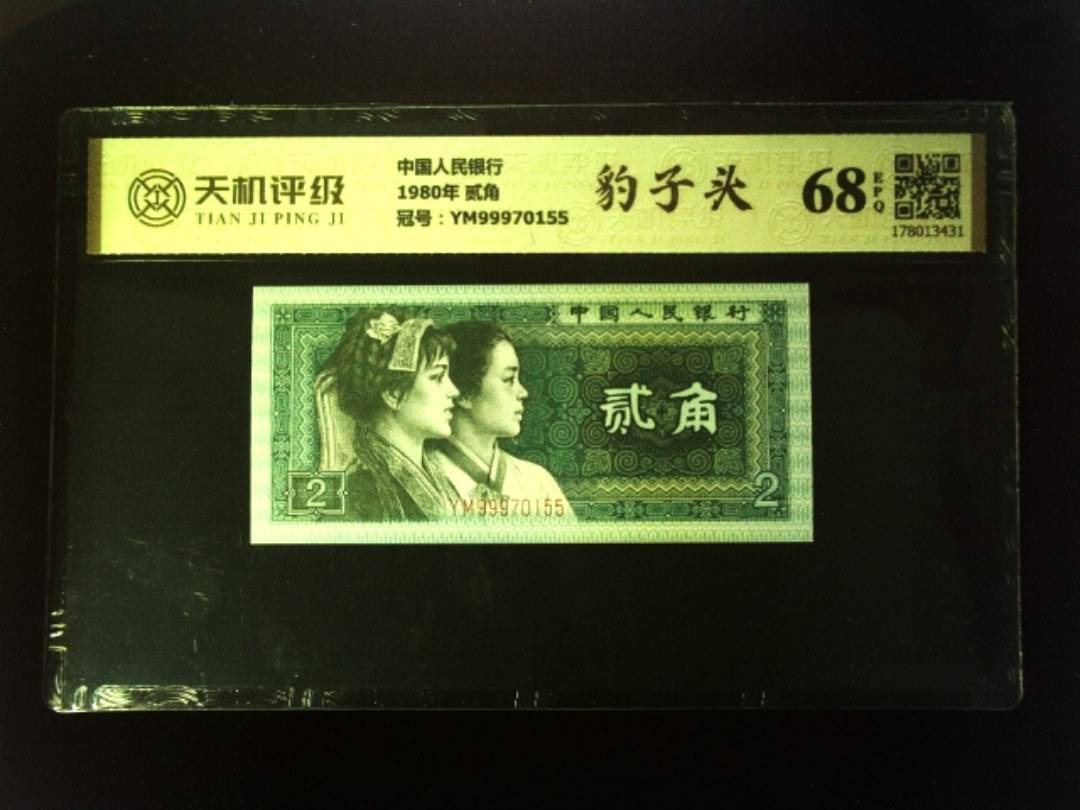 天机评级
TIAN JI PING JI
中国人民银行
1980年 贰角
冠号：YM99970155
豹子头
68
EPQ
178013431
中國人民银行
贰角
2
YM99970155
2